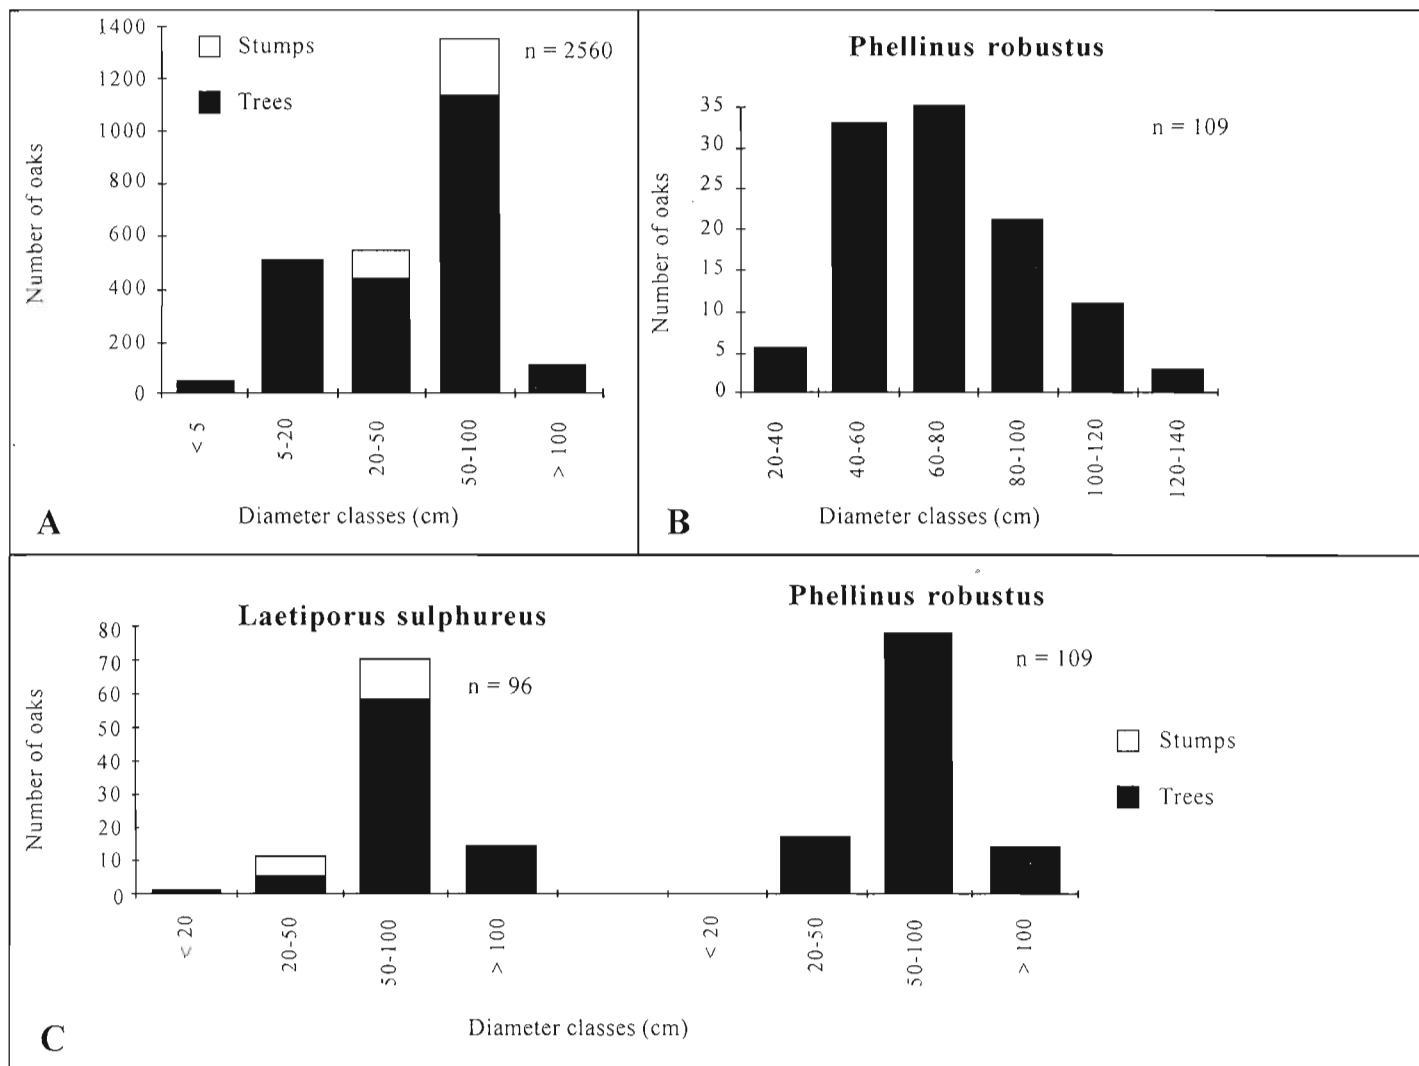 1400
1200
1000
800
600
400
200
0
Number of oaks
Stumps
Trees
n = 2560
< 5
5-20
20-50
50-100
> 100
Diameter classes (cm)
A
Phellinus robustus
35
30
25
20
15
10
5
0
Number of oaks
n = 109
20-40
40-60
60-80
80-100
100-120
120-140
Diameter classes (cm)
B
Laetiporus sulphureus
80
70
60
50
40
30
20
10
0
Number of oaks
n = 96
< 20
20-50
50-100
> 100
Phellinus robustus
n = 109
< 20
20-50
50-100
> 100
Stumps
Trees
Diameter classes (cm)
C